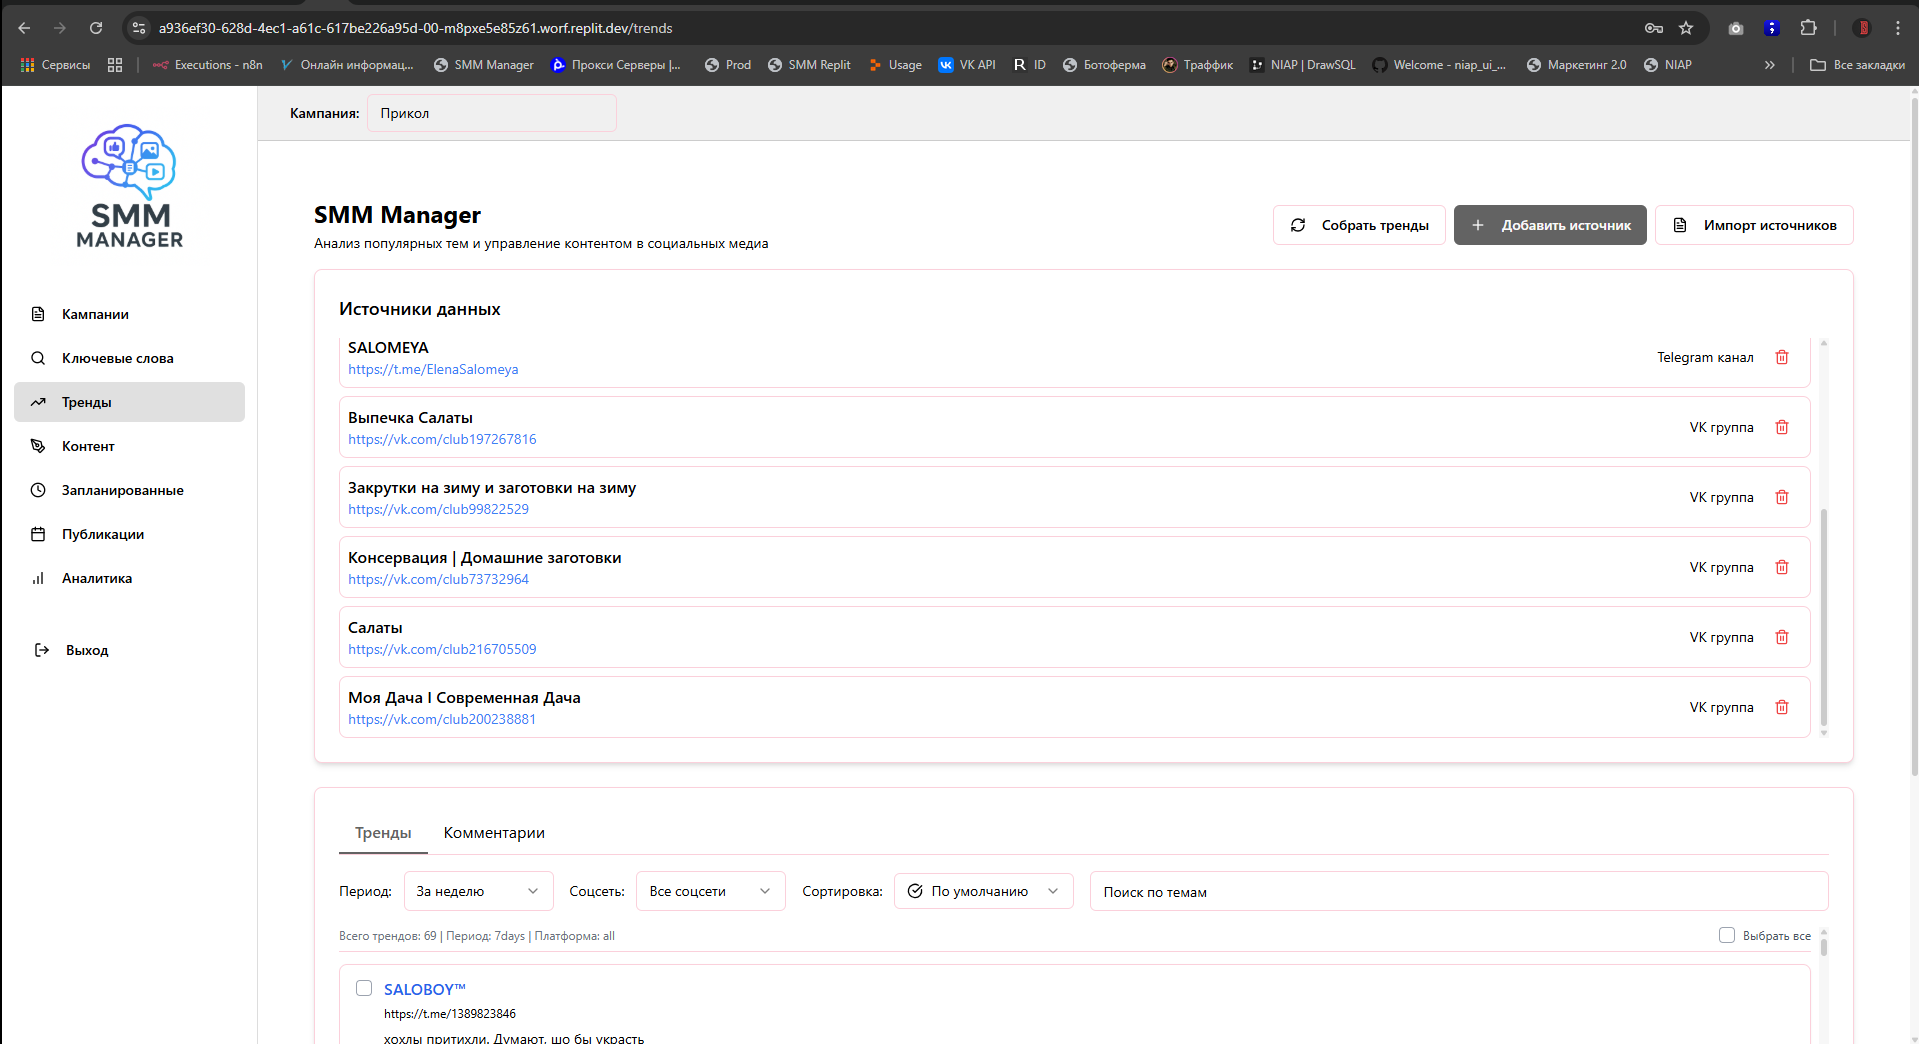 a936ef30-628d-4ec1-a61c-617be226a95d-00-m8pxe5e85z61.worf.replit.dev/trends
Сервисы
Executions - n8n
Онлайн информац...
SMM Manager
Прокси Серверы |...
Prod
SMM Replit
Usage
VK API
ID
Ботоферма
Траффик
NIAP | DrawSQL
Welcome - niap_ui_...
Маркетинг 2.0
NIAP
Все закладки
SMM
MANAGER
Кампании
Ключевые слова
Тренды
Контент
Запланированные
Публикации
Аналитика
Выход
Кампания: Прикол
SMM Manager
Анализ популярных тем и управление контентом в социальных медиа
Собрать тренды
Добавить источник
Импорт источников
Источники данных
SALOMEYA
https://t.me/ElenaSalomeya
Telegram канал
Выпечка Салаты
https://vk.com/club197267816
VK группа
Закрутки на зиму и заготовки на зиму
https://vk.com/club99822529
VK группа
Консервация | Домашние заготовки
https://vk.com/club73732964
VK группа
Салаты
https://vk.com/club216705509
VK группа
Моя Дача I Современная Дача
https://vk.com/club200238881
VK группа
Тренды
Комментарии
Период: За неделю
Соцсеть: Все соцсети
Сортировка: По умолчанию
Поиск по темам
Всего трендов: 69 | Период: 7days | Платформа: all
Выбрать все
SALOBOY™
https://t.me/1389823846
хохлы притихли. Думают, шо бы украсть